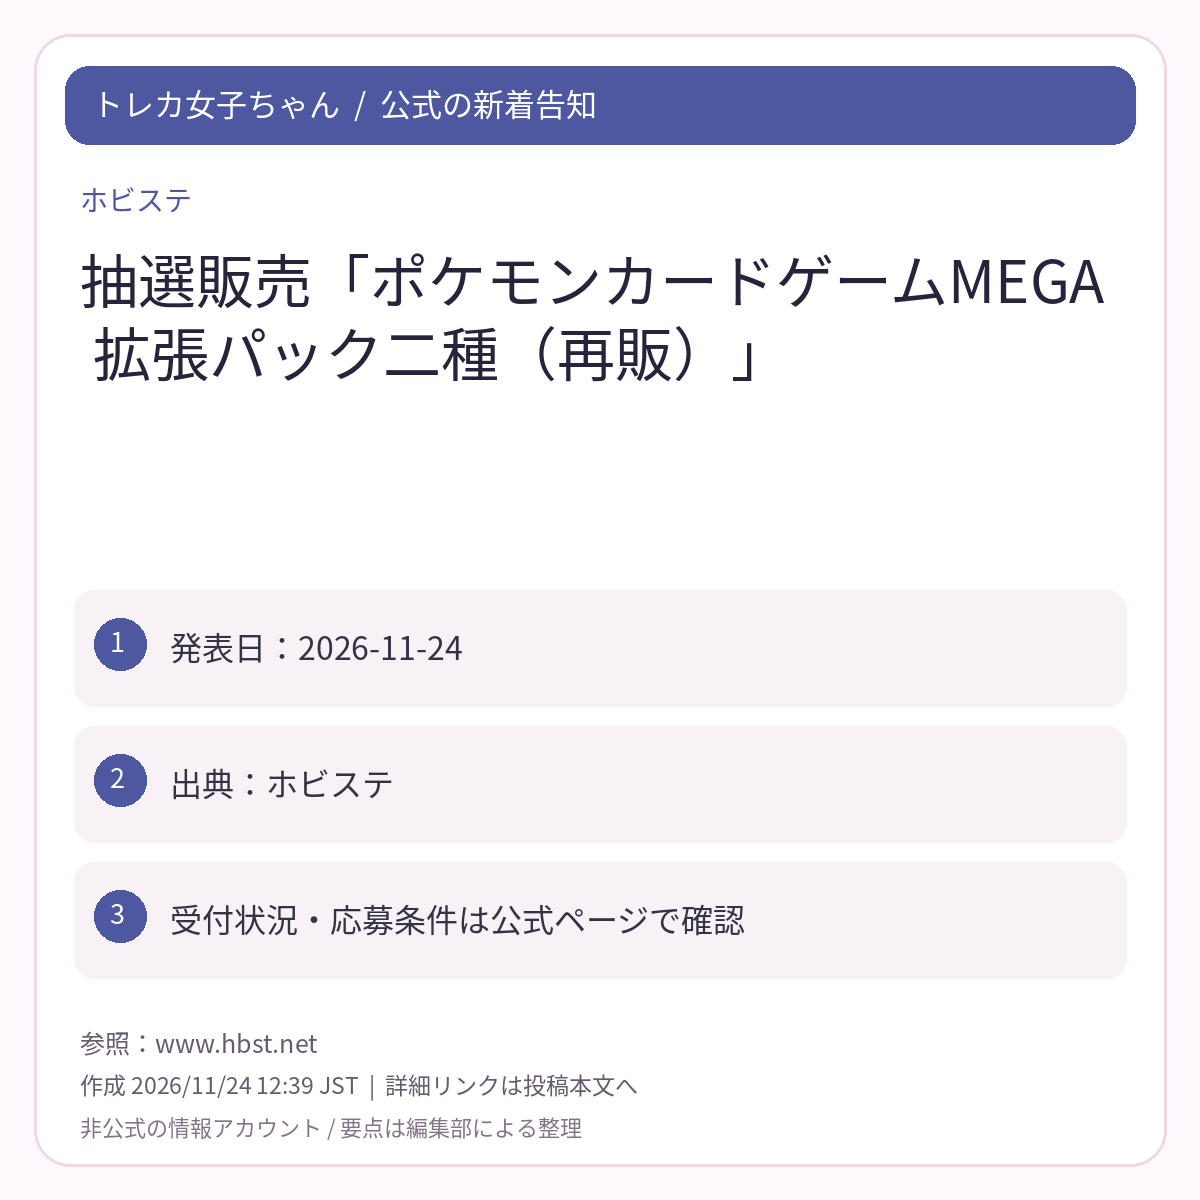 トレカ女子ちゃん / 公式の新着告知
ホビステ
抽選販売「ポケモンカードゲームMEGA
拡張パック二種（再販）」
1 発表日：2026-11-24
2 出典：ホビステ
3 受付状況・応募条件は公式ページで確認
参照：www.hbst.net
作成 2026/11/24 12:39 JST｜詳細リンクは投稿本文へ
非公式の情報アカウント / 要点は編集部による整理